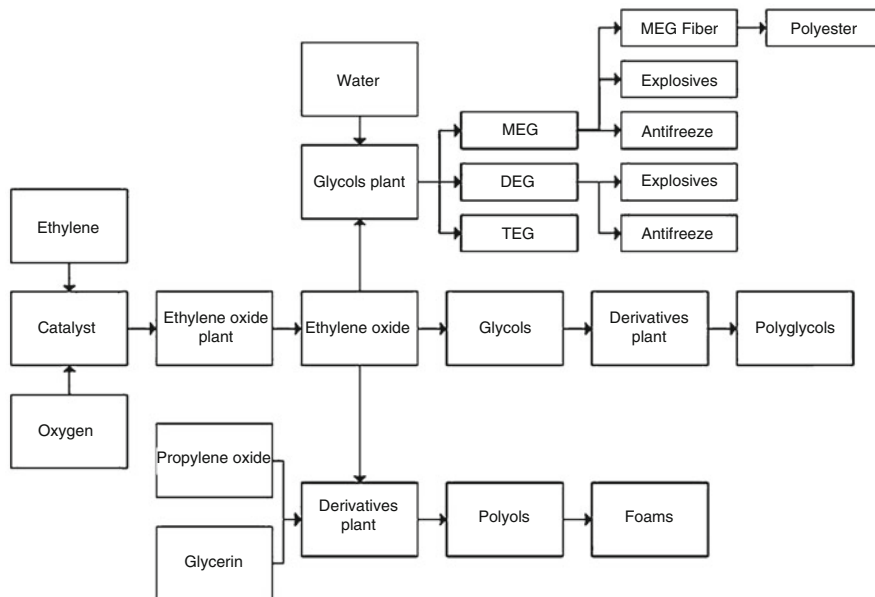 MEG Fiber
Polyester
Water
Explosives
MEG
Antifreeze
Glycols plant
DEG
Explosives
Ethylene
TEG
Antifreeze
Catalyst
Ethylene oxide
plant
Ethylene oxide
Glycols
Derivatives
plant
Polyglycols
Oxygen
Propylene oxide
Derivatives
plant
Polyols
Foams
Glycerin